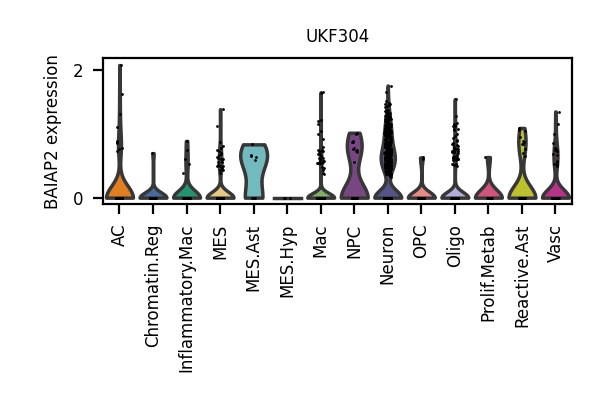 UKF304
BAIAP2 expression
2
0
AC
Chromatin.Reg
Inflammatory.Mac
MES
MES.Ast
MES.Hyp
Mac
NPC
Neuron
OPC
Oligo
Prolif.Metab
Reactive.Ast
Vasc